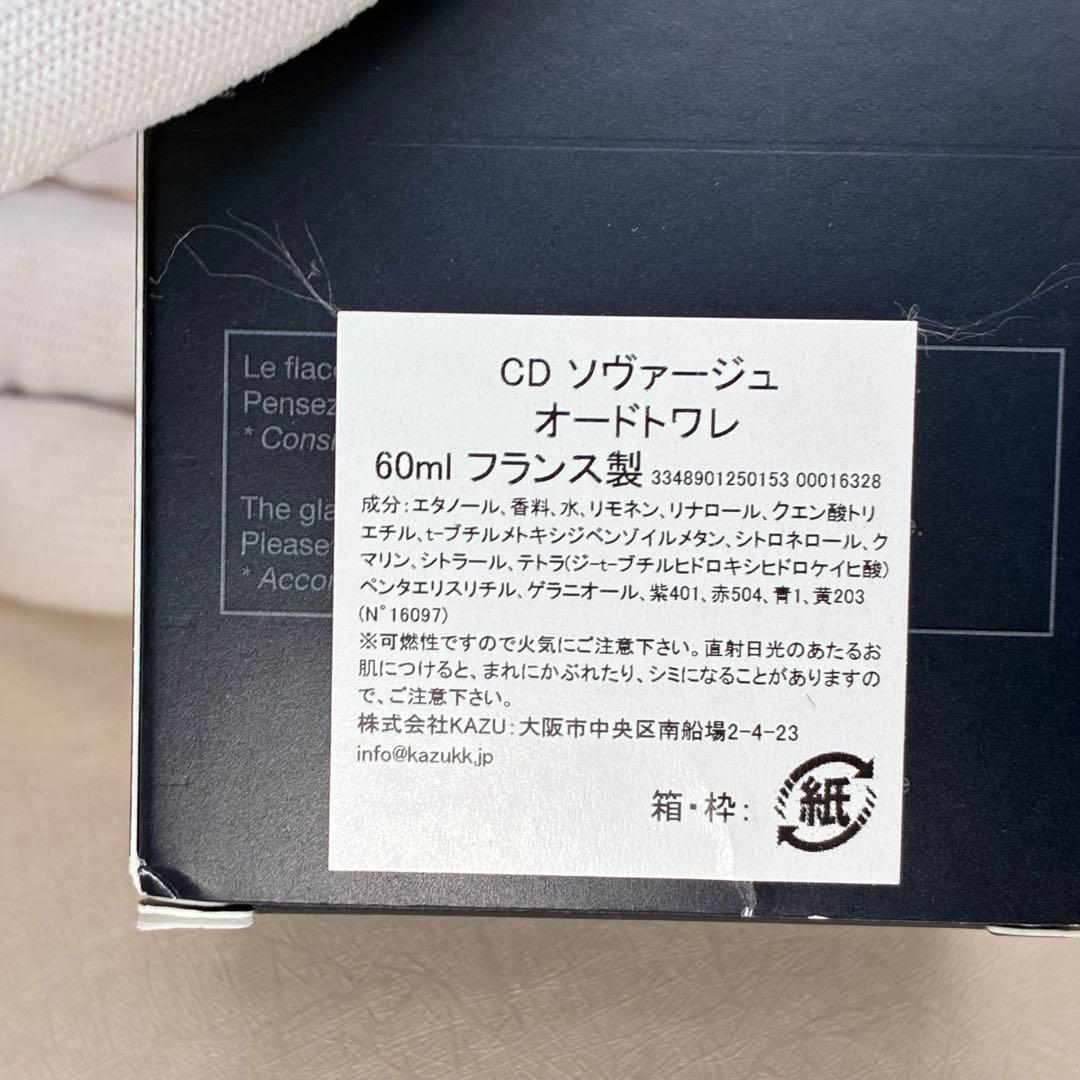 Le flac
Pensez
* Consi
The gla
Please
* Accor
CD ソヴァージュ
オードトワレ
60ml フランス製 3348901250153 00016328
成分:エタノール、香料、水、リモネン、リナロール、クエン酸トリ
エチル、t-ブチルメトキシジベンゾイルメタン、シトロネロール、ク
マリン、シトラール、テトラ(ジ-t-ブチルヒドロキシヒドロケイヒ酸)
ペンタエリスリチル、ゲラニオール、紫401、赤504、青1、黄203
(N°16097)
※可燃性ですので火気にご注意下さい。直射日光のあたるお
肌につけると、まれにかぶれたり、シミになることがありますの
で、ご注意下さい。
株式会社KAZU:大阪市中央区南船場2-4-23
info@kazukk.jp
箱・枠: 紙